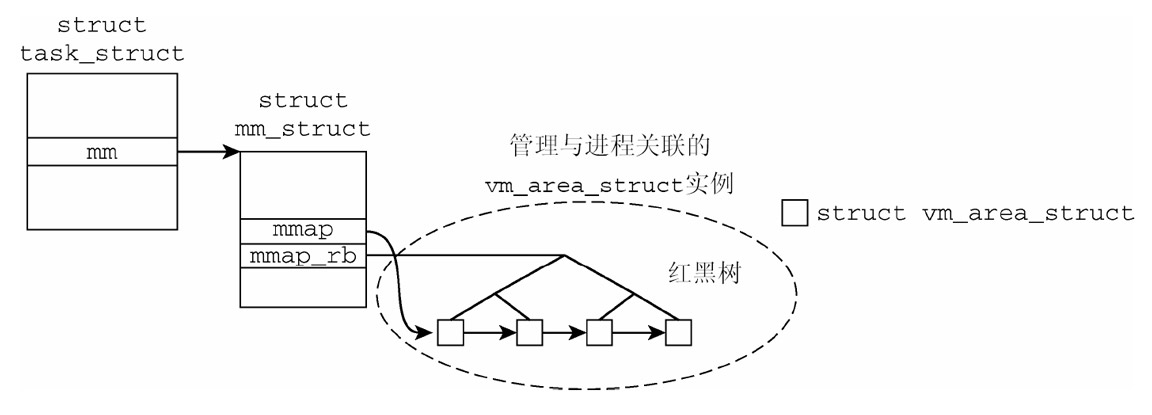 struct
task_struct
mm
struct
mm_struct
mmap
mmap_rb
管理与进程关联的
vm_area_struct实例
红黑树
struct vm_area_struct